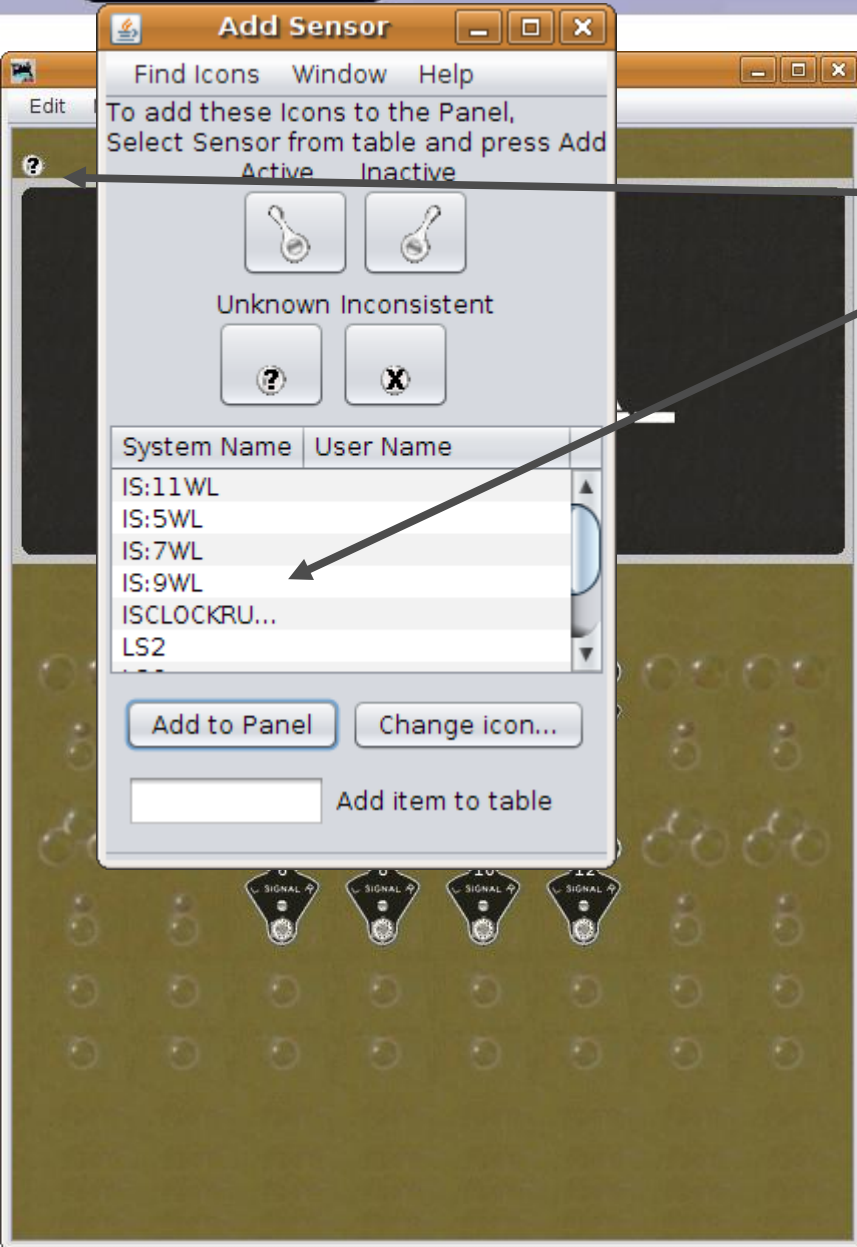 Add Sensor
Find Icons Window Help
Edit
To add these Icons to the Panel,
Select Sensor from table and press Add
Active Inactive
?
Unknown Inconsistent
? X
System Name User Name
IS:11WL
IS:5WL
IS:7WL
IS:9WL
ISCLOCKRU...
LS2
Add to Panel Change icon...
Add item to table
SIGNAL SIGNAL SIGNAL SIGNAL